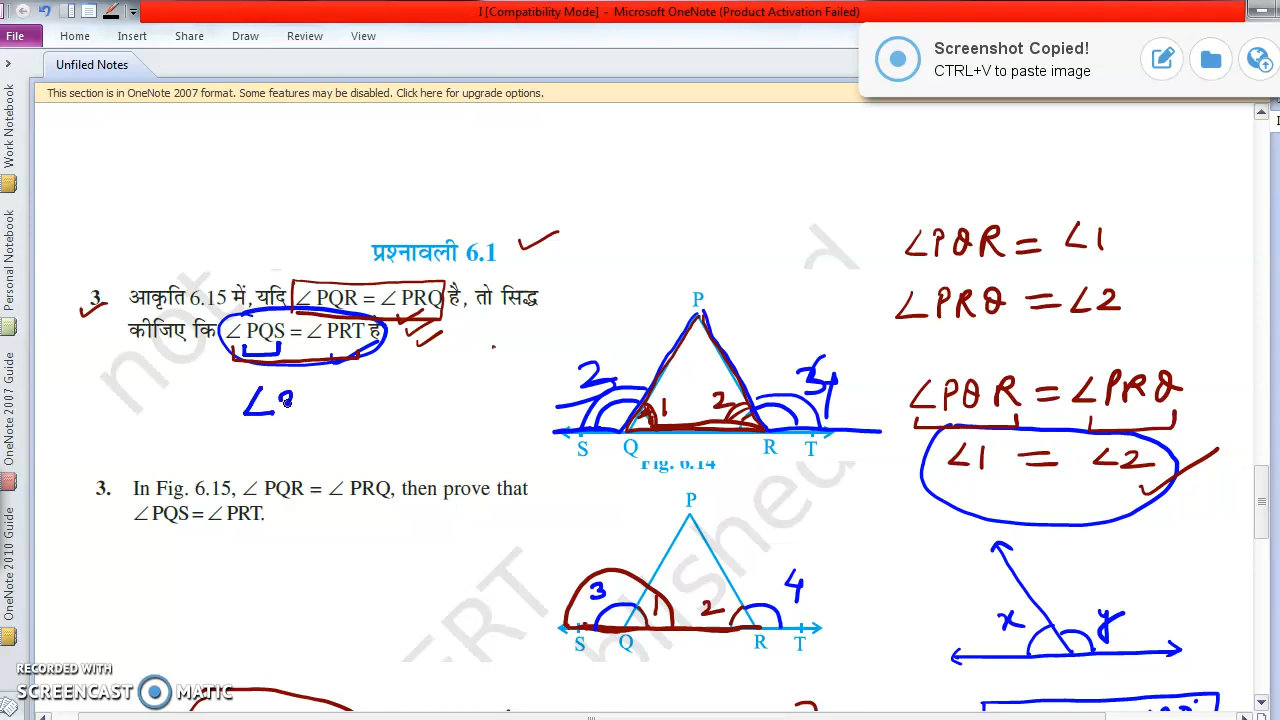 I [Compatibility Mode] - Microsoft OneNote (Product Activation Failed)
File Home Insert Share Draw Review View
Screenshot Copied!
CTRL+V to paste image
Unfiled Notes
This section is in OneNote 2007 format. Some features may be disabled. Click here for upgrade options.
Work Notebook
Personal Notebook
OneNote 2007 Guide
OneNote 2010 Guide
प्रश्नावली 6.1
3. आकृति 6.15 में, यदि ∠ PQR = ∠ PRQ है, तो सिद्ध
कीजिए कि ∠ PQS = ∠ PRT है
P
2 1 2 4
S Q R T
Fig. 6.14
∠PQR = ∠1
∠PRQ = ∠2
∠PQR = ∠PRQ
∠1 = ∠2
3. In Fig. 6.15, ∠ PQR = ∠ PRQ, then prove that
∠PQS = ∠PRT.
P
3 1 2 4
S Q R T
x y
not
published
NCERT
RECORDED WITH
SCREENCAST MATIC